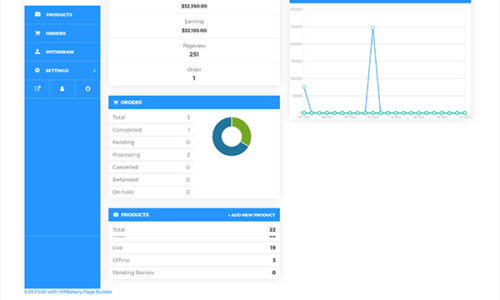 $32,150.00
PRODUCTS
Earning
$32,150.00
ORDERS
Pageview
251
WITHDRAW
Order
SETTINGS
1
ORDERS
Total 3
Completed 1
Pending 0
Processing 2
Cancelled 0
Refunded 0
On hold 0
PRODUCTS + ADD NEW PRODUCT
Total 22
Live 19
Offline 3
Pending Review 0
Edit with WPBakery Page Builder